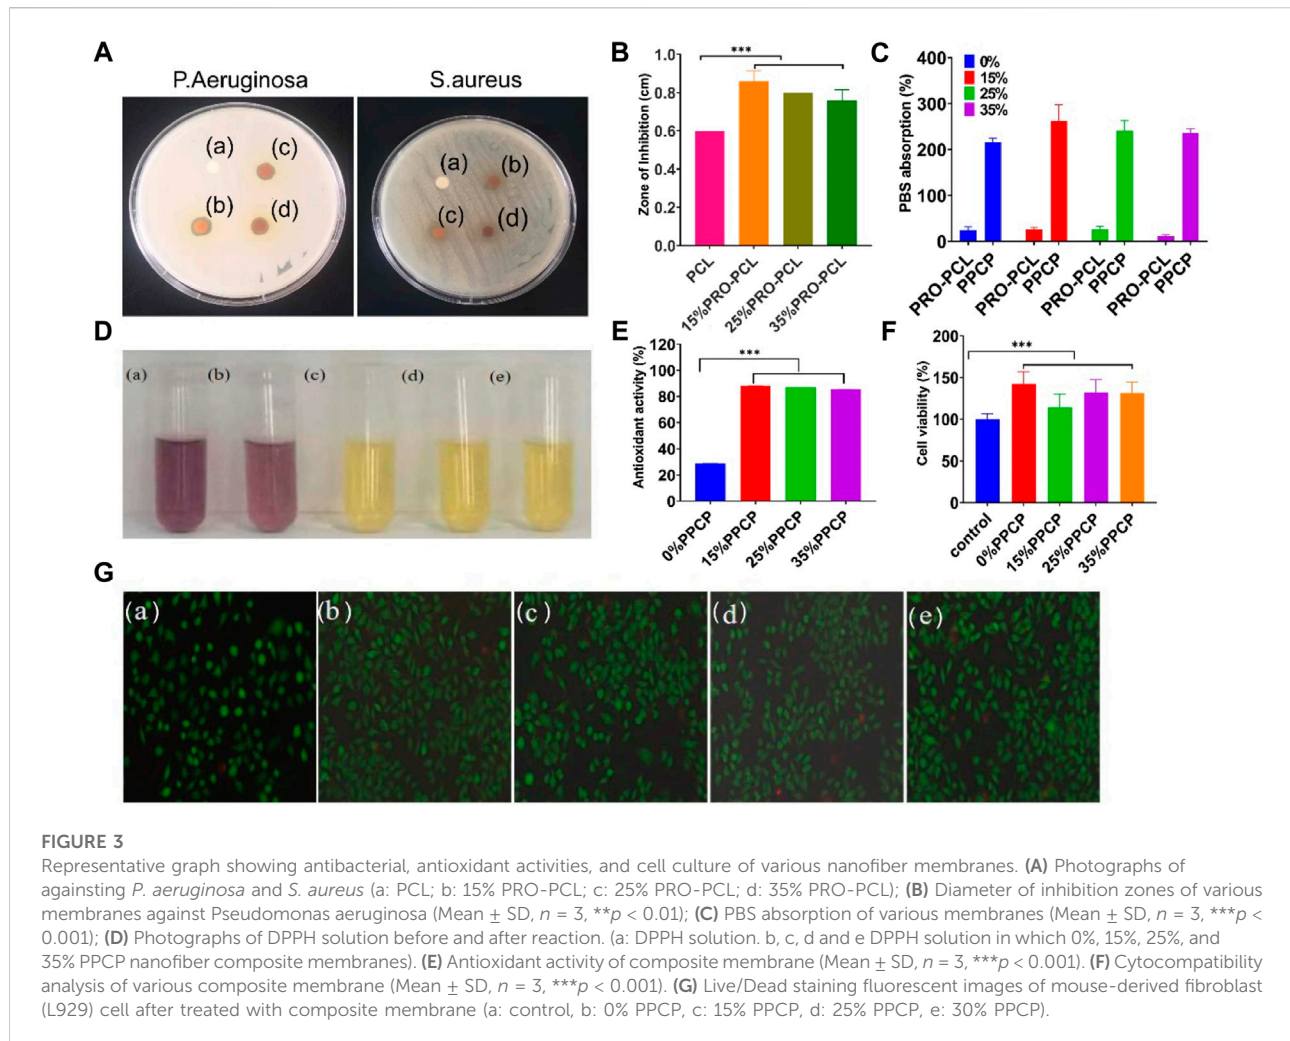 A
P.Aeruginosa
S.aureus
(a)
(c)
(b)
(d)
(a)
(b)
(c)
(d)
B
***
Zone of Inhibition (cm)
1.0
0.8
0.6
0.4
0.2
0.0
PCL
15%PRO-PCL
25%PRO-PCL
35%PRO-PCL
C
0%
15%
25%
35%
PBS absorption (%)
400
300
200
100
0
PRO-PCL
PPCP
PRO-PCL
PPCP
PRO-PCL
PPCP
PRO-PCL
PPCP
D
(a)
(b)
(c)
(d)
(e)
E
***
Antioxidant activity (%)
120
100
80
60
40
20
0
0%PPCP
15%PPCP
25%PPCP
35%PPCP
F
***
Cell viability (%)
200
150
100
50
0
control
0%PPCP
15%PPCP
25%PPCP
35%PPCP
G
(a)
(b)
(c)
(d)
(e)
FIGURE 3
Representative graph showing antibacterial, antioxidant activities, and cell culture of various nanofiber membranes. (A) Photographs of
againsting P. aeruginosa and S. aureus (a: PCL; b: 15% PRO-PCL; c: 25% PRO-PCL; d: 35% PRO-PCL); (B) Diameter of inhibition zones of various
membranes against Pseudomonas aeruginosa (Mean ± SD, n = 3, **p < 0.01); (C) PBS absorption of various membranes (Mean ± SD, n = 3, ***p <
0.001); (D) Photographs of DPPH solution before and after reaction. (a: DPPH solution. b, c, d and e DPPH solution in which 0%, 15%, 25%, and
35% PPCP nanofiber composite membranes). (E) Antioxidant activity of composite membrane (Mean ± SD, n = 3, ***p < 0.001). (F) Cytocompatibility
analysis of various composite membrane (Mean ± SD, n = 3, ***p < 0.001). (G) Live/Dead staining fluorescent images of mouse-derived fibroblast
(L929) cell after treated with composite membrane (a: control, b: 0% PPCP, c: 15% PPCP, d: 25% PPCP, e: 30% PPCP).